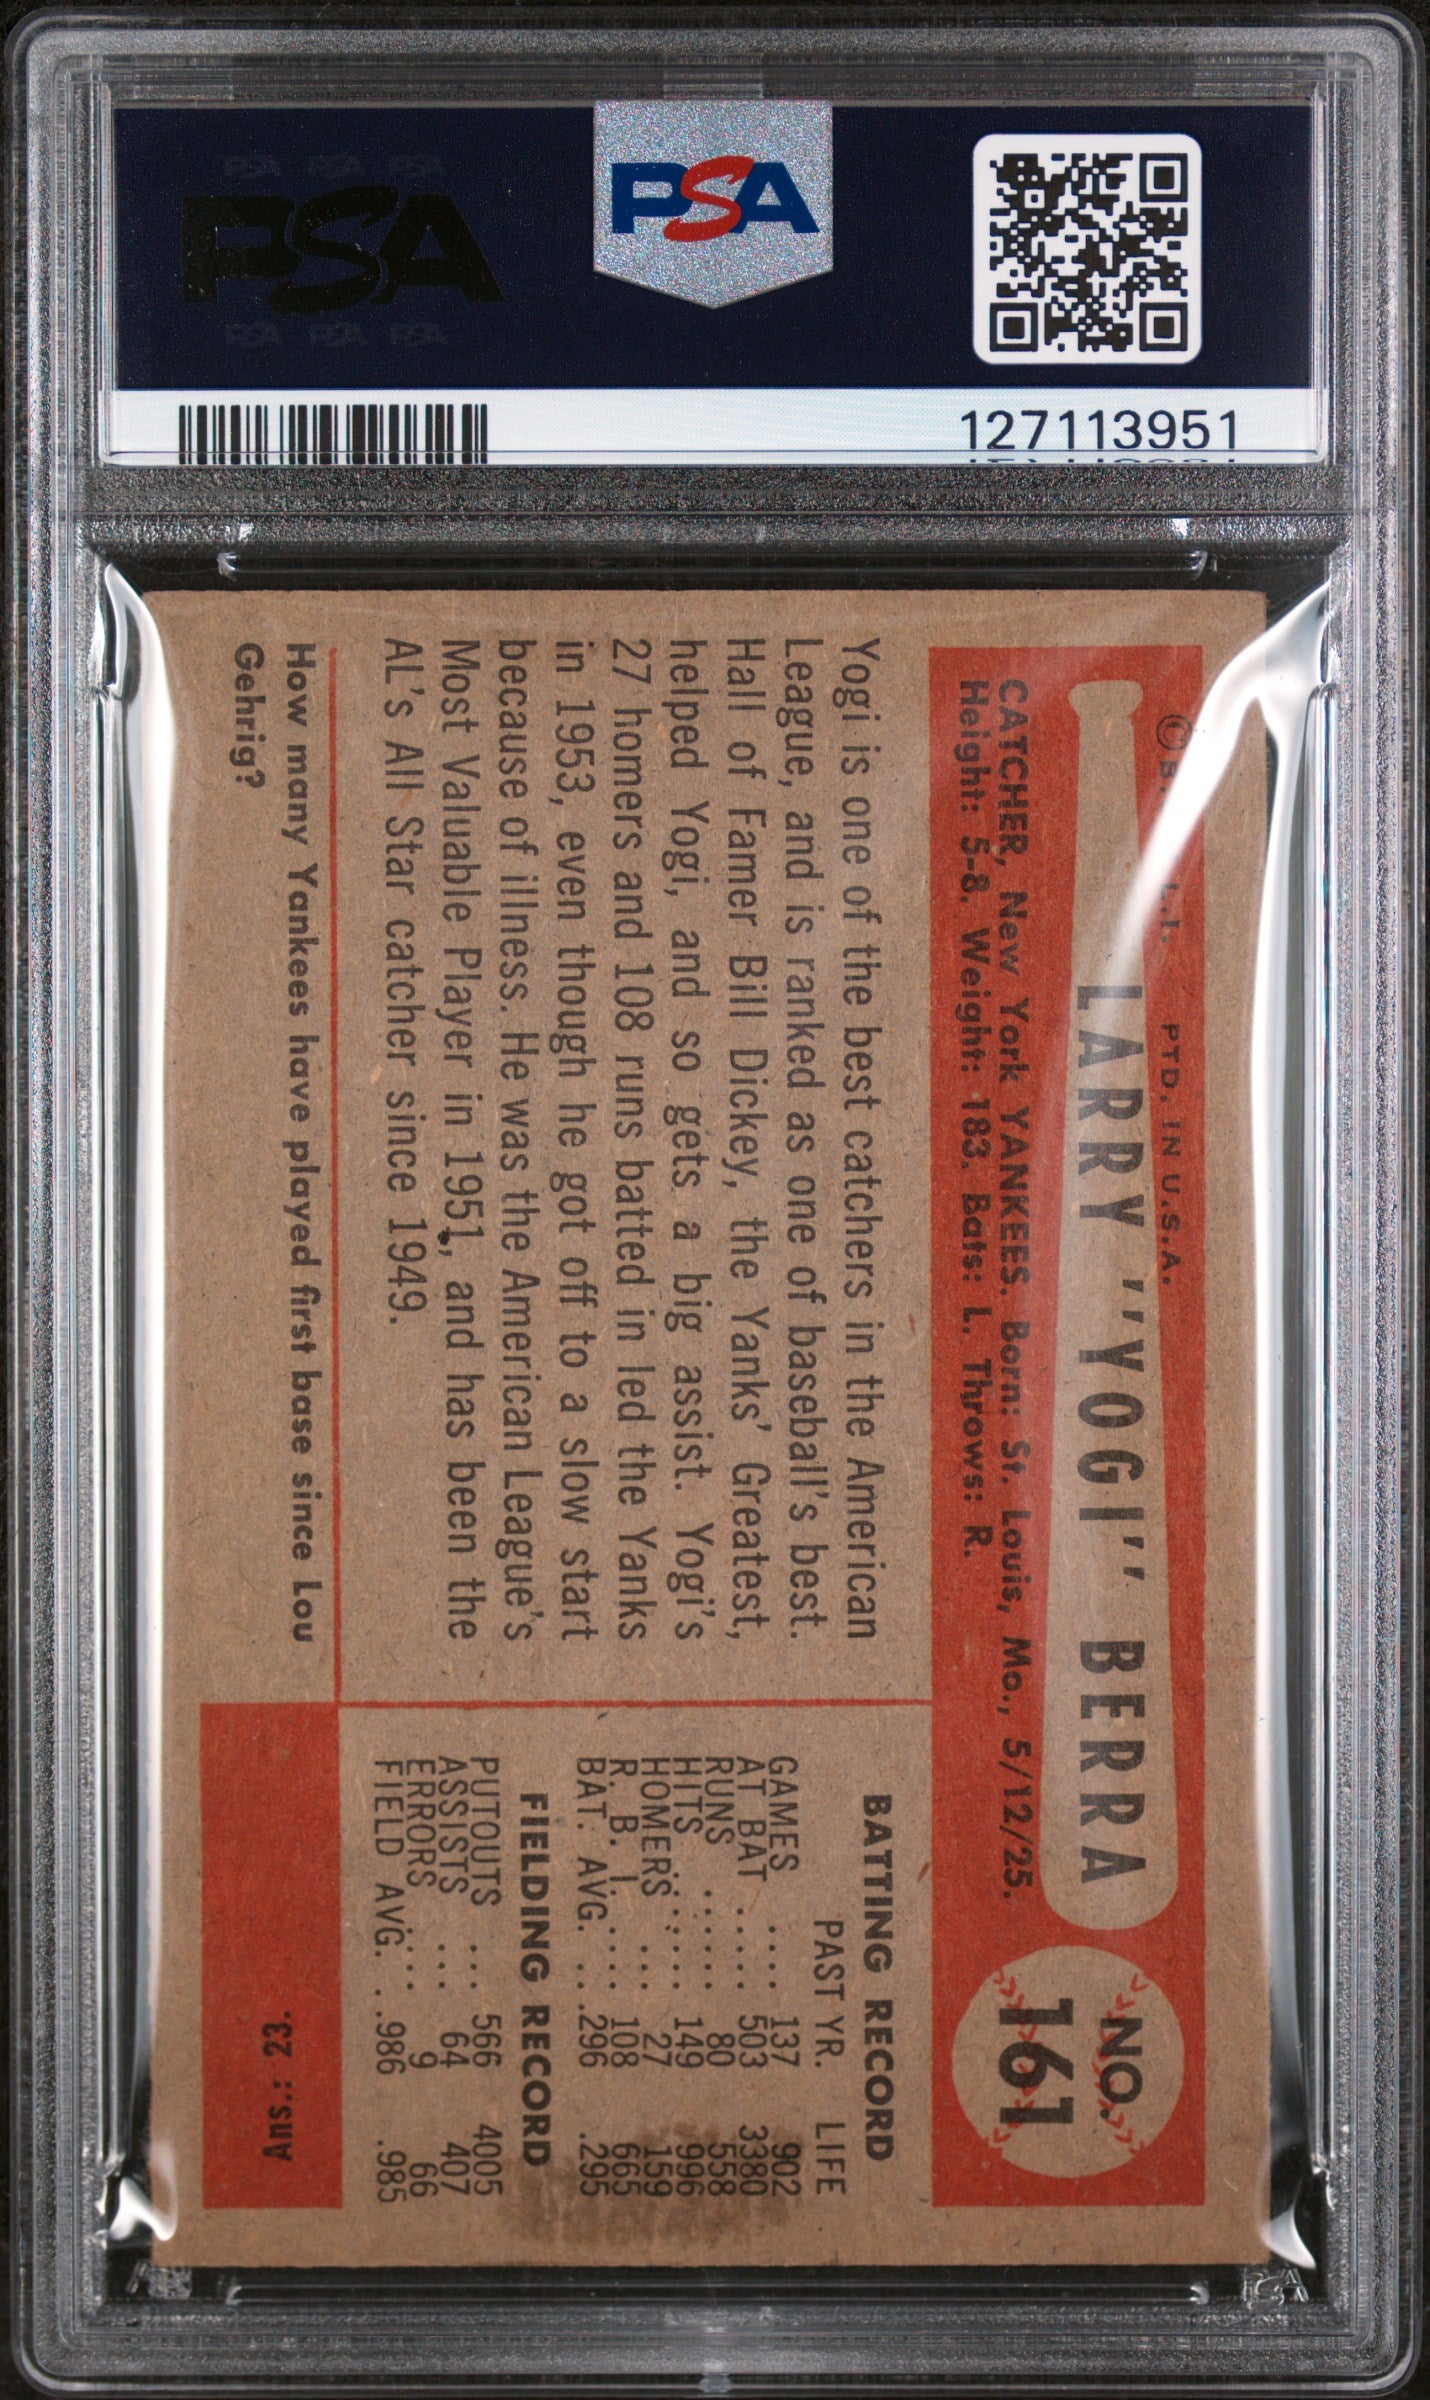 PSA PSA PSA
PSA
PSA PSA PSA
PSA
127113951
© B. L.I. PTD. IN U.S.A.
LARRY "YOGI" BERRA
NO.
161
CATCHER, New York YANKEES. Born: St. Louis, Mo., 5/12/25.
Height: 5-8. Weight: 183. Bats: L. Throws: R.
Yogi is one of the best catchers in the American
League, and is ranked as one of baseball's best.
Hall of Famer Bill Dickey, the Yanks' Greatest,
helped Yogi, and so gets a big assist. Yogi's
27 homers and 108 runs batted in led the Yanks
in 1953, even though he got off to a slow start
because of illness. He was the American League's
Most Valuable Player in 1951, and has been the
AL's All Star catcher since 1949.
BATTING RECORD
PAST YR. LIFE
GAMES .... 137 902
AT BAT ..... 503 3380
RUNS ...... 80 558
HITS ...... 149 996
HOMERS ... 27 159
R. B. I. .... 108 665
BAT. AVG. .. .296 .295
FIELDING RECORD
PUTOUTS ... 566 4005
ASSISTS ... 64 407
ERRORS .... 9 66
FIELD AVG. . .986 .985
How many Yankees have played first base since Lou
Gehrig?
Ans.: 23.